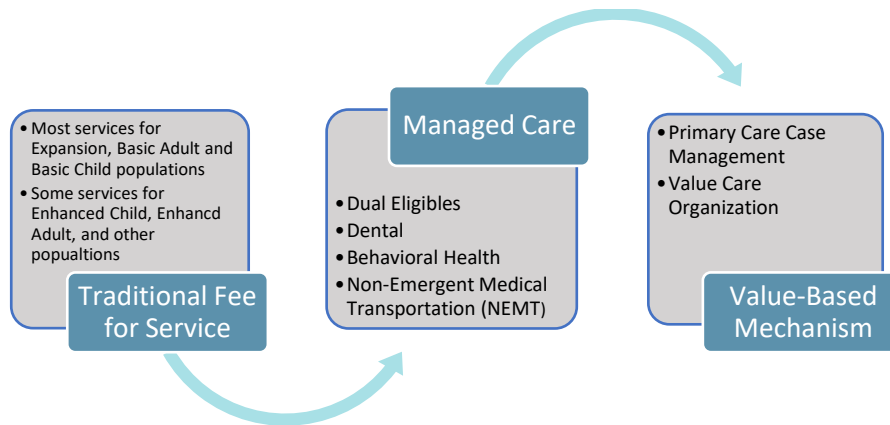 • Most services for
Expansion, Basic Adult and
Basic Child populations
• Some services for
Enhanced Child, Enhancd
Adult, and other
popualtions
Traditional Fee
for Service
Managed Care
• Dual Eligibles
• Dental
• Behavioral Health
• Non-Emergent Medical
Transportation (NEMT)
• Primary Care Case
Management
• Value Care
Organization
Value-Based
Mechanism